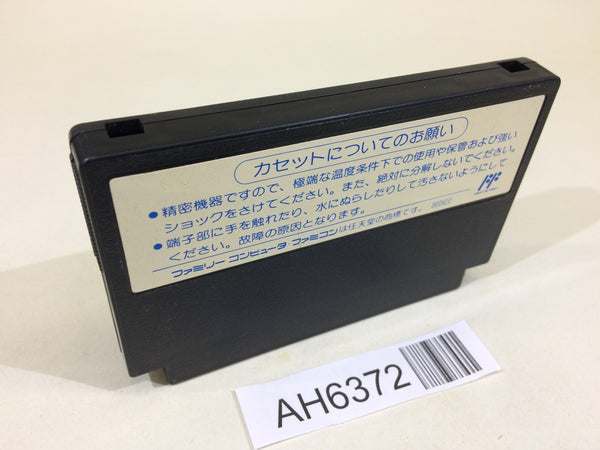 カセットについてのお願い
● 精密機器ですので、極端な温度条件下での使用や保管および強い
ショックをさけてください。また、絶対に分解しないでください。
● 端子部に手を触れたり、水にぬらしたりして汚さないようにして
ください。故障の原因となります。
ファミリー コンピュータ・ファミコンは任天堂の商標です。
AH6372